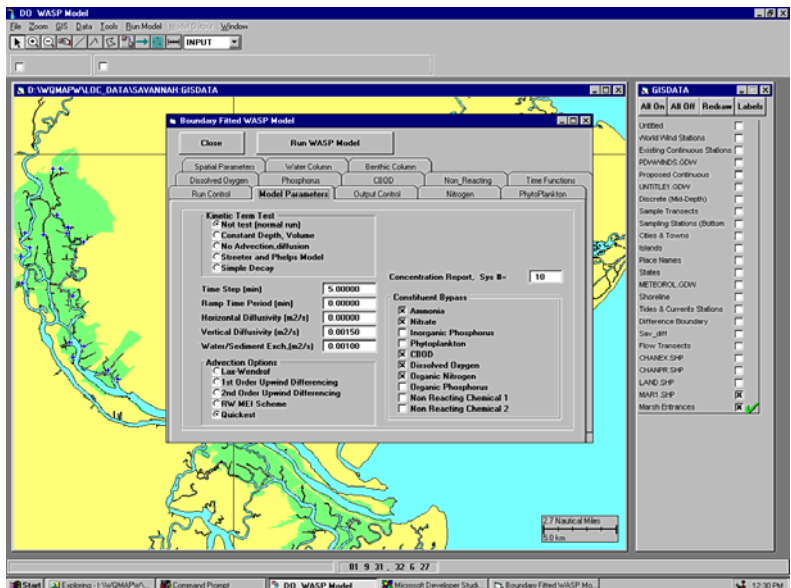 DO WASP Model
File Zoom GIS Data Tools Run Model Model Output Window
INPUT
D:\WQMAPW\LOC_DATA\SAVANNAH:GISDATA
Boundary Fitted WASP Model
Close Run WASP Model
Spatial Parameters Water Column Benthic Column
Dissolved Oxygen Phosphorus CBOD Non_Reacting Time Functions
Run Control Model Parameters Output Control Nitrogen PhytoPlankton
Kinetic Term Test
Not test (normal run)
Constant Depth, Volume
No Advection,diffusion
Streeter and Phelps Model
Simple Decay
Time Step (min) 5.00000
Ramp Time Period (min) 0.00000
Horizontal Diffusivity (m2/s) 0.00000
Vertical Diffusivity (m2/s) 0.00150
Water/Sediment Exch,(m2/s) 0.00100
Advection Options
Lax-Wendrof
1st Order Upwind Differencing
2nd Order Upwind Differencing
RW MEI Scheme
Quickest
Concentration Report, Sys #= 10
Constituent Bypass
Ammonia
Nitrate
Inorganic Phosphorus
Phytoplankton
CBOD
Dissolved Oxygen
Organic Nitrogen
Organic Phosphorus
Non Reacting Chemical 1
Non Reacting Chemical 2
GISDATA
All On All Off Redraw Labels
Untitled
World Wind Stations
Existing Continuous Stations
PDWWINDS.GDW
Proposed Continuous
UNTITLE1.GDW
Discrete (Mid-Depth)
Sample Transects
Sampling Stations (Bottom
Cities & Towns
Islands
Place Names
States
METEOROL.GDW
Shoreline
Tides & Currents Stations
Difference Boundary
Sav_diff
Flow Transects
CHANEX.SHP
CHANPR.SHP
LAND.SHP
MAR1.SHP
Marsh Entrances
2.7 Nautical Miles
5.0 km
81 9 31 , 32 6 27
Start Exploring - I:\WQMAPW\... Command Prompt DO WASP Model Microsoft Developer Studi... Boundary Fitted WASP Mo... 12:30 PM